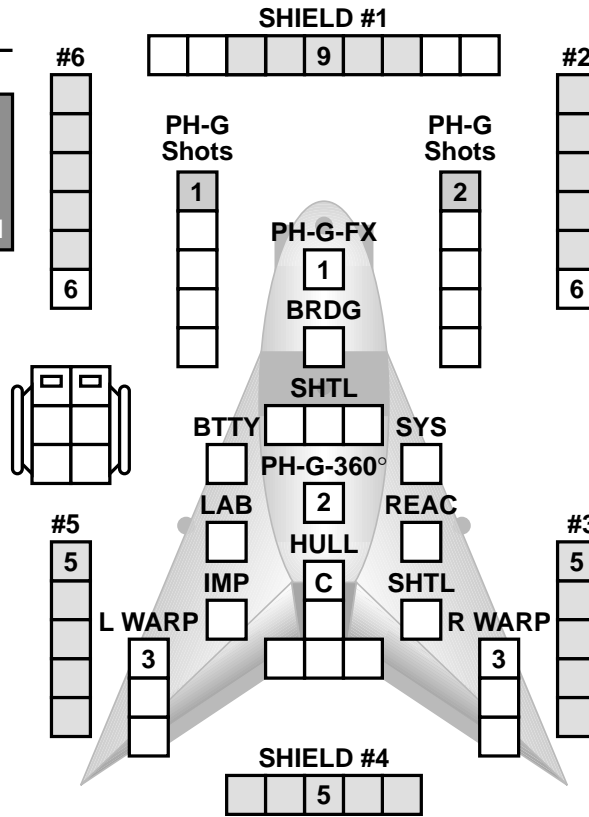 SHIELD #1
9
#6
#2
PH-G
Shots
PH-G
Shots
1
2
PH-G-FX
1
6
6
BRDG
SHTL
BTTY
SYS
PH-G-360°
2
LAB
REAC
#5
#3
HULL
5
5
C
IMP
SHTL
L WARP
R WARP
3
3
SHIELD #4
5